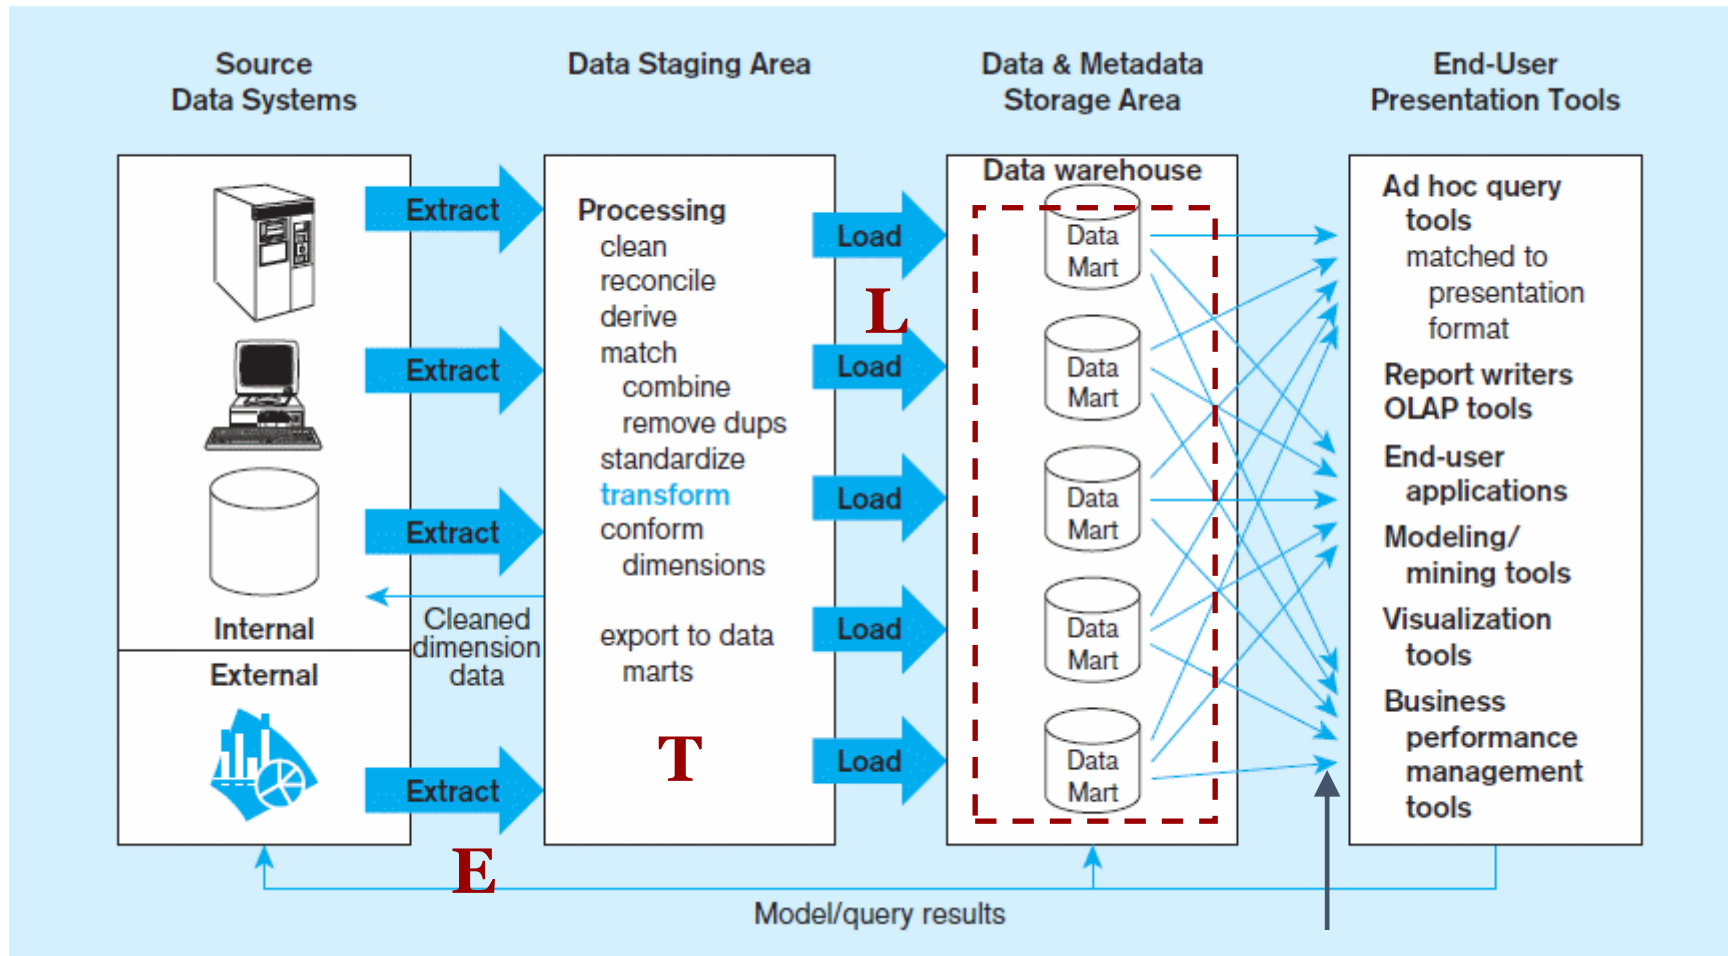 Source
Data Systems
Data Staging Area
Data & Metadata
Storage Area
End-User
Presentation Tools
Extract
Extract
Extract
Internal
External
Extract
Cleaned
dimension
data
E
Processing
clean
reconcile
derive
match
combine
remove dups
standardize
transform
conform
dimensions
export to data
marts
T
Load
L
Load
Load
Load
Load
Data warehouse
Data
Mart
Data
Mart
Data
Mart
Data
Mart
Data
Mart
Ad hoc query
tools
matched to
presentation
format
Report writers
OLAP tools
End-user
applications
Modeling/
mining tools
Visualization
tools
Business
performance
management
tools
Model/query results